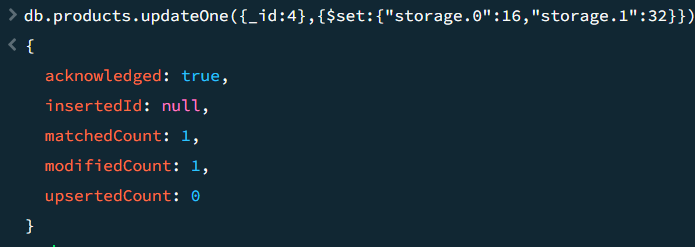 > db.products.updateOne({_id:4},{$set:{"storage.0":16,"storage.1":32}})
< {
acknowledged: true,
insertedId: null,
matchedCount: 1,
modifiedCount: 1,
upsertedCount: 0
}